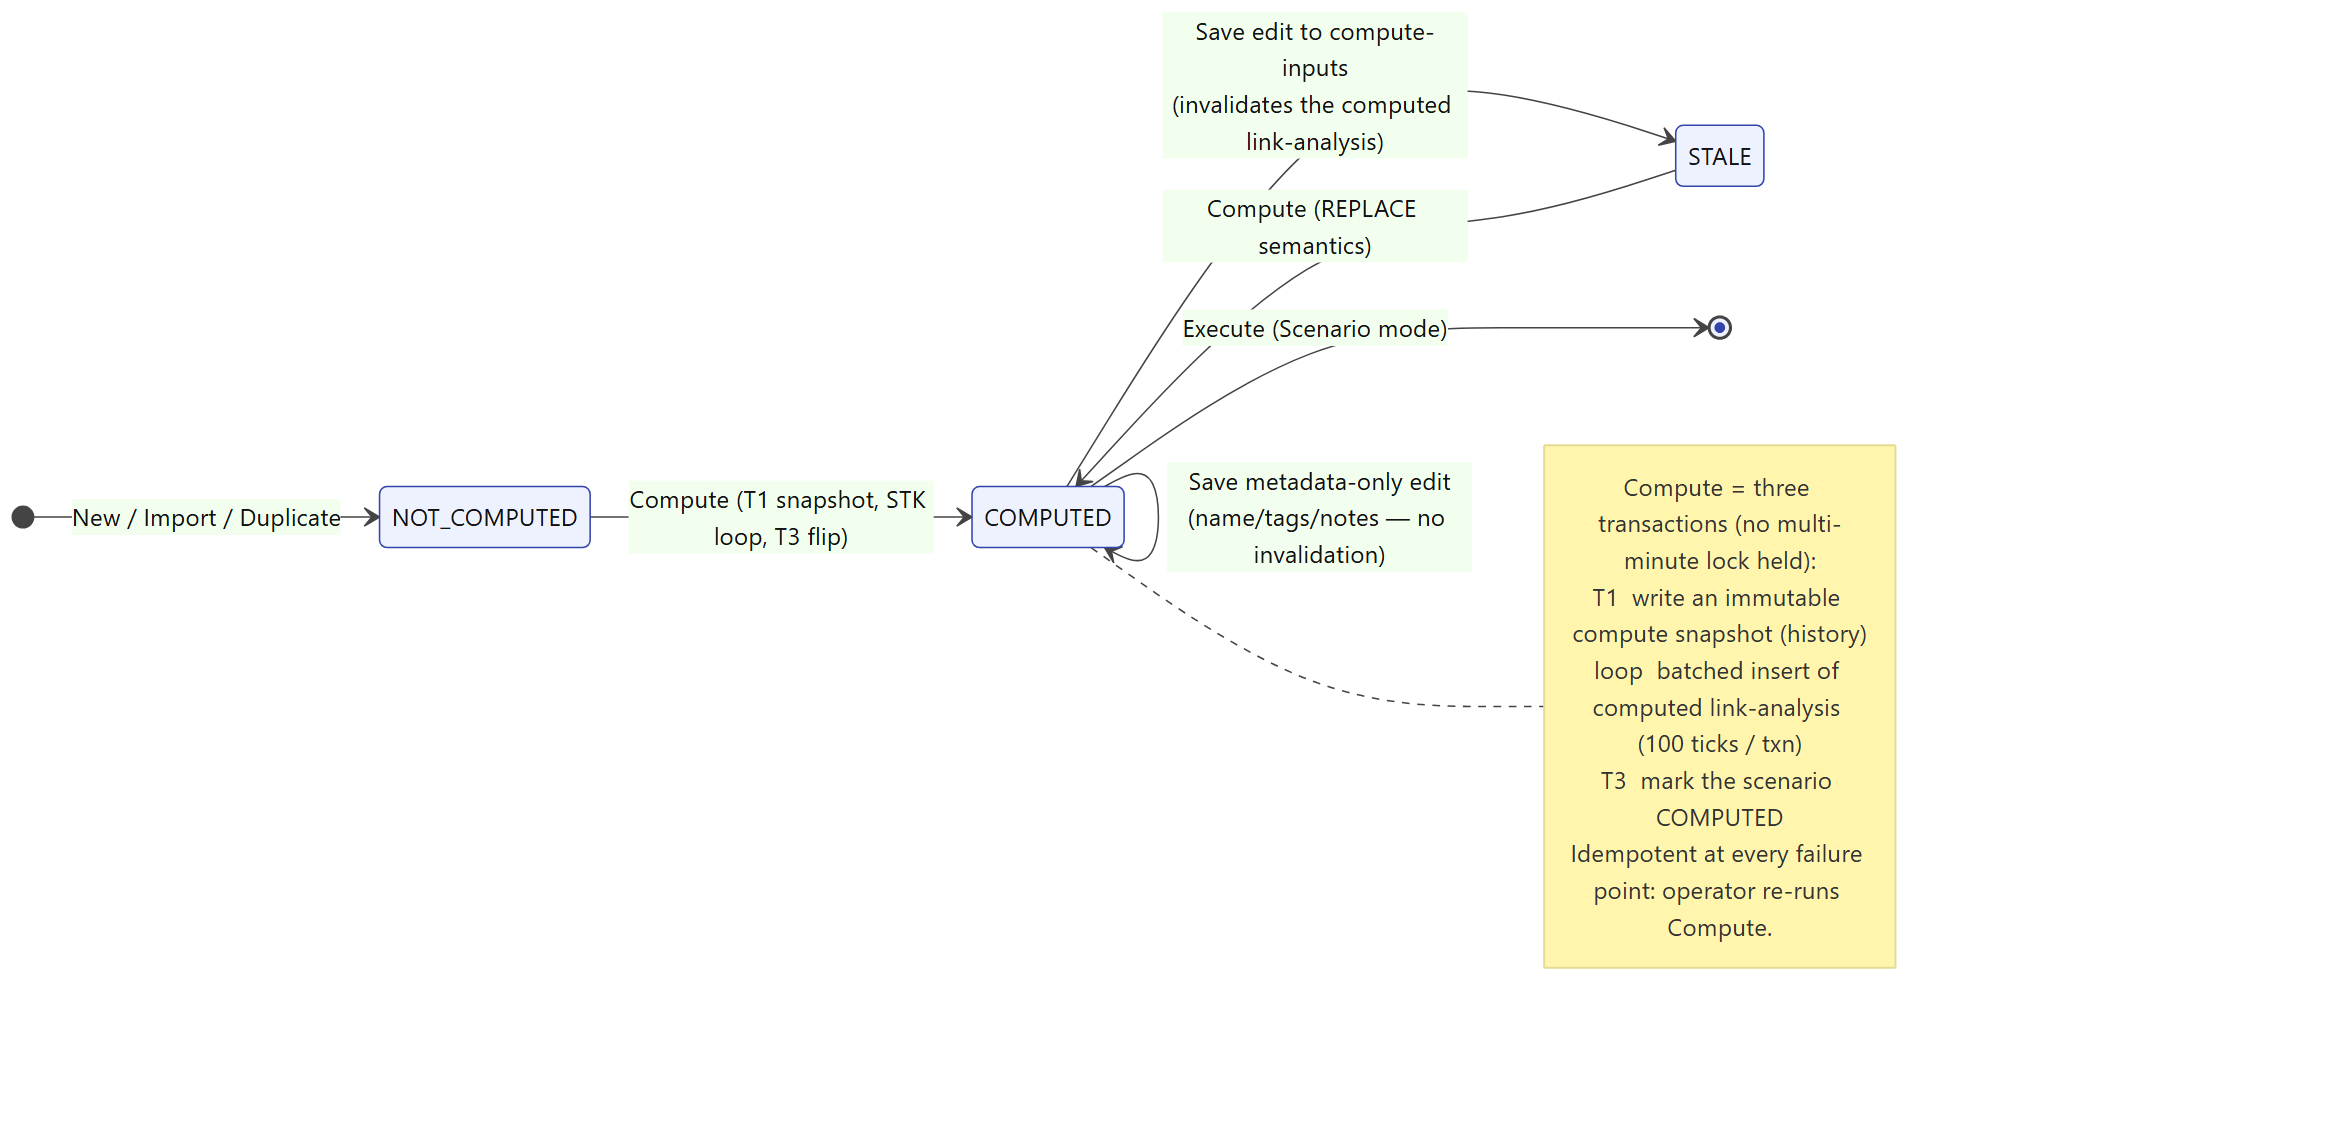 Save edit to compute-
inputs
(invalidates the computed
link-analysis)
STALE
Compute (REPLACE
semantics)
Execute (Scenario mode)
New / Import / Duplicate
NOT_COMPUTED
Compute (T1 snapshot, STK
loop, T3 flip)
COMPUTED
Save metadata-only edit
(name/tags/notes — no
invalidation)
Compute = three
transactions (no multi-
minute lock held):
T1  write an immutable
compute snapshot (history)
loop  batched insert of
computed link-analysis
(100 ticks / txn)
T3  mark the scenario
COMPUTED
Idempotent at every failure
point: operator re-runs
Compute.